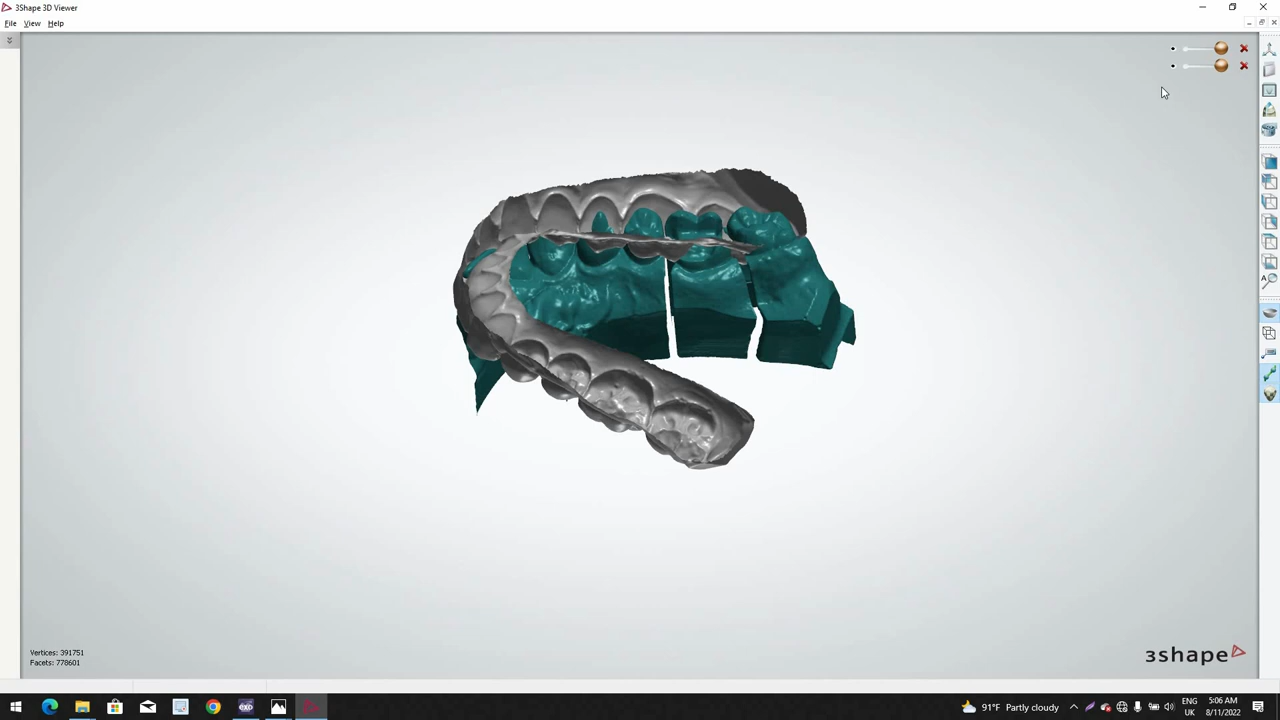 3Shape 3D Viewer
File View Help
Vertices: 391751
Facets: 778601
3shape
exo
91°F Partly cloudy
ENG
UK
5:06 AM
8/11/2022